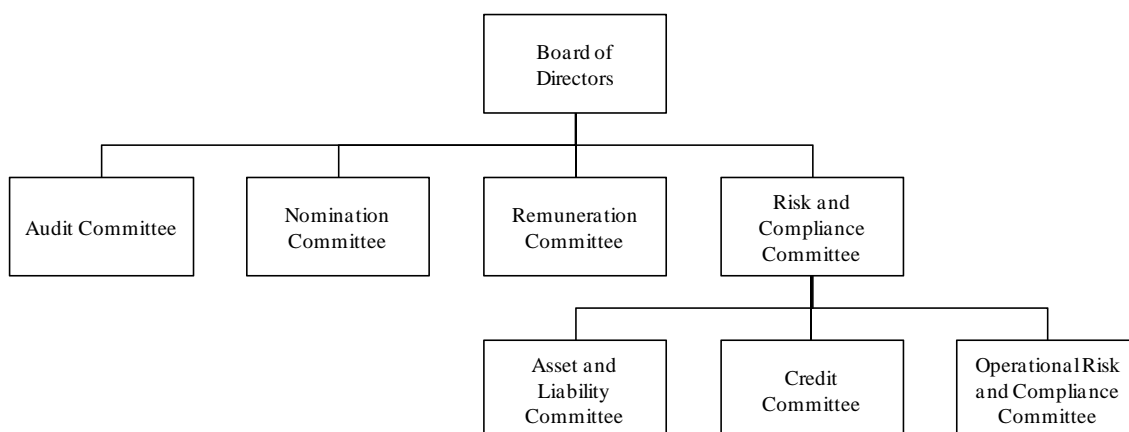 Board of
Directors
Audit Committee
Nomination
Committee
Remuneration
Committee
Risk and
Compliance
Committee
Asset and
Liability
Committee
Credit
Committee
Operational Risk
and Compliance
Committee